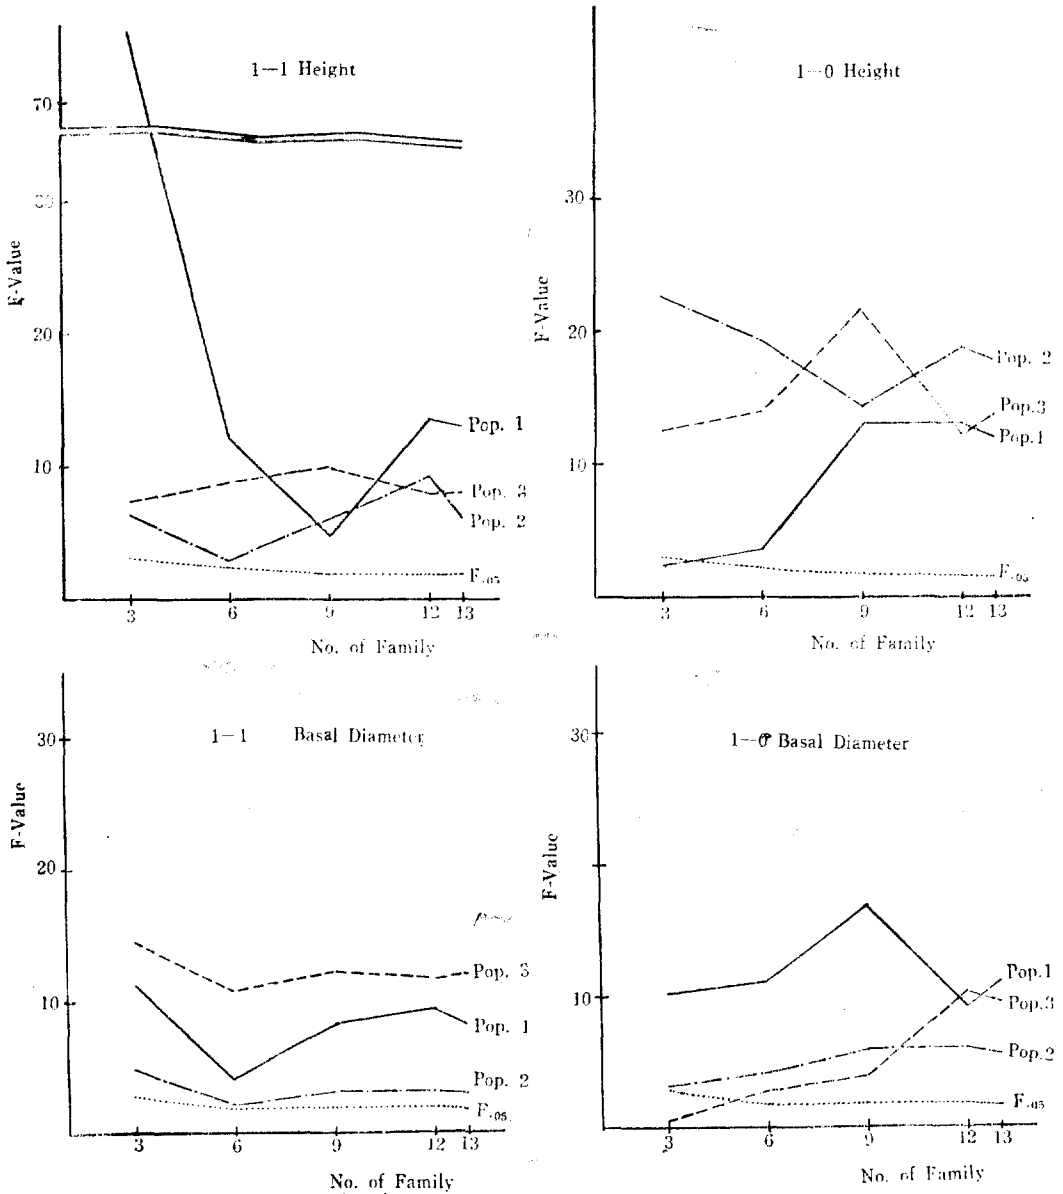 1—1 Height
70
30
20
10
F-Value
Pop. 1
Pop. 3
Pop. 2
F.05
3 6 9 12 13
No. of Family
1—0 Height
30
20
10
F-Value
Pop. 2
Pop.3
Pop.1
F.05
3 6 9 12 13
No. of Family
1—1 Basal Diameter
30
20
10
F-Value
Pop. 3
Pop. 1
Pop. 2
F.05
3 6 9 12 13
No. of Family
1—0 Basal Diameter
30
10
F-Value
Pop.1
Pop.3
Pop.2
F.05
3 6 9 12 13
No. of Family